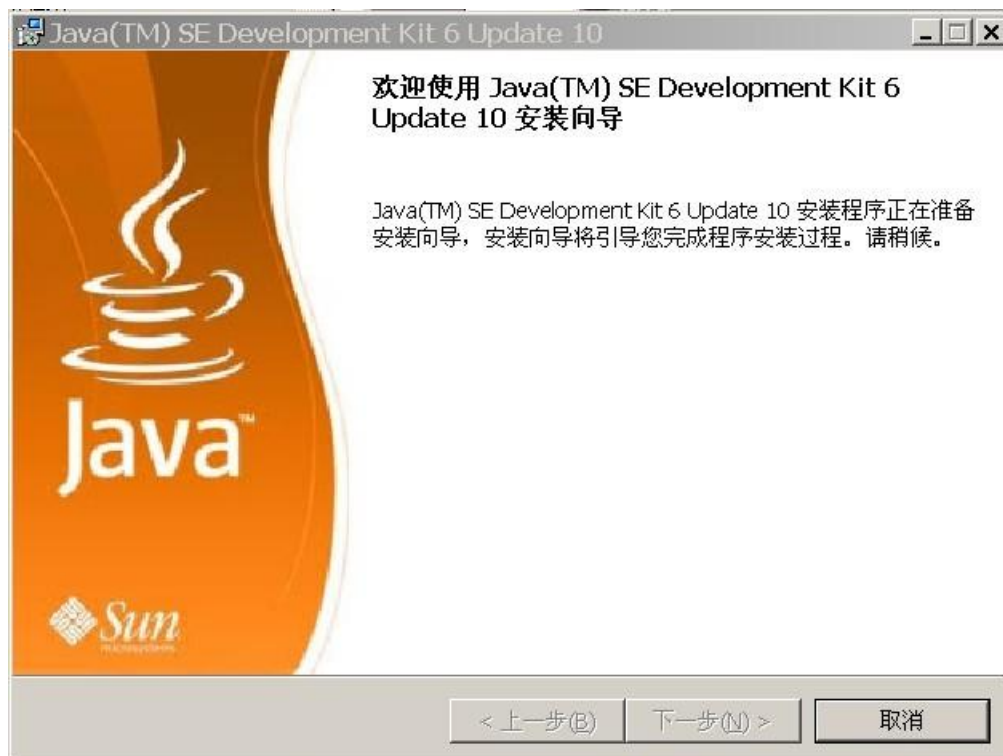 Java(TM) SE Development Kit 6 Update 10
欢迎使用 Java(TM) SE Development Kit 6
Update 10 安装向导
Java(TM) SE Development Kit 6 Update 10 安装程序正在准备
安装向导，安装向导将引导您完成程序安装过程。请稍候。
Java™
Sun
microsystems
< 上一步(B)
下一步(N) >
取消